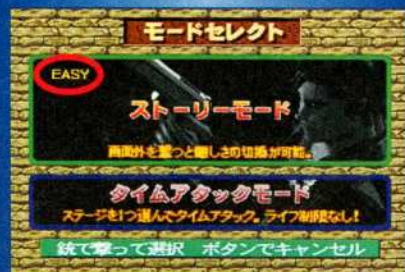 モードセレクト
EASY
ストーリーモード
画面外を撃つと難しさの切換が可能。
タイムアタックモード
ステージを1つ選んでタイムアタック。ライフ制限なし!
銃で撃って選択 ボタンでキャンセル